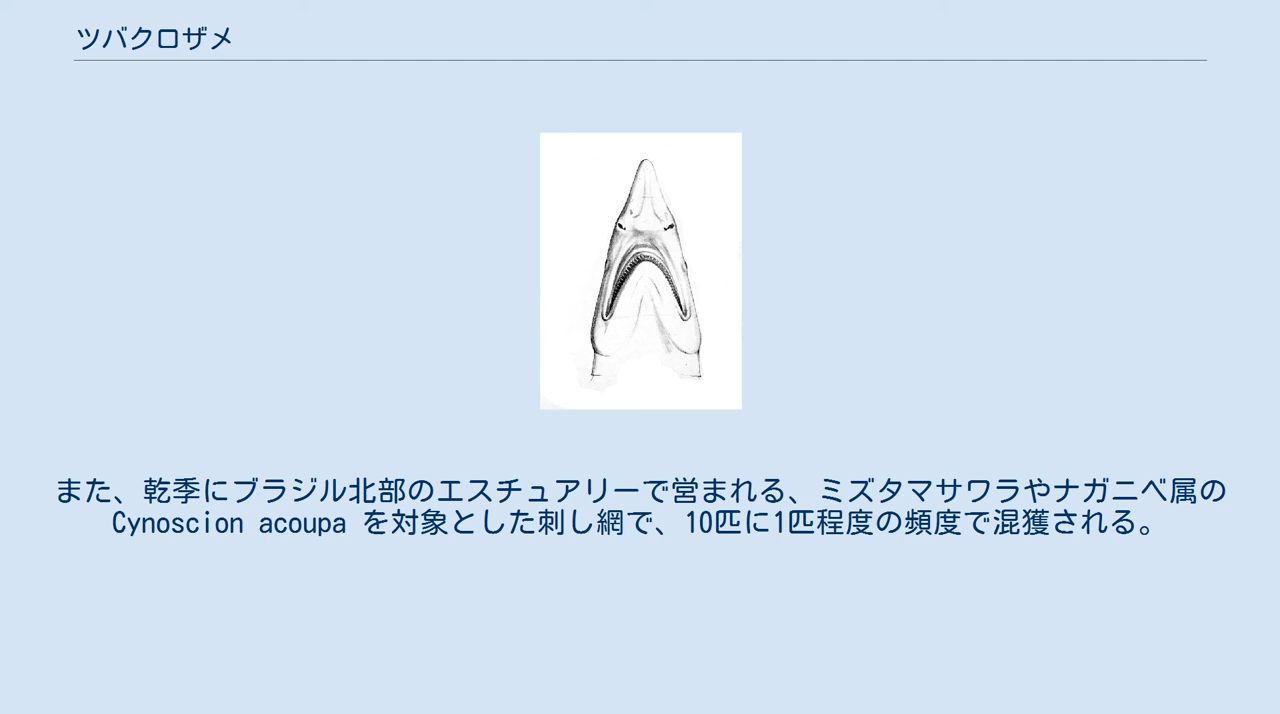 ツバクロザメ
また、乾季にブラジル北部のエスチュアリーで営まれる、ミズタマサワラやナガニベ属の
Cynoscion acoupa を対象とした刺し網で、10匹に1匹程度の頻度で混獲される。